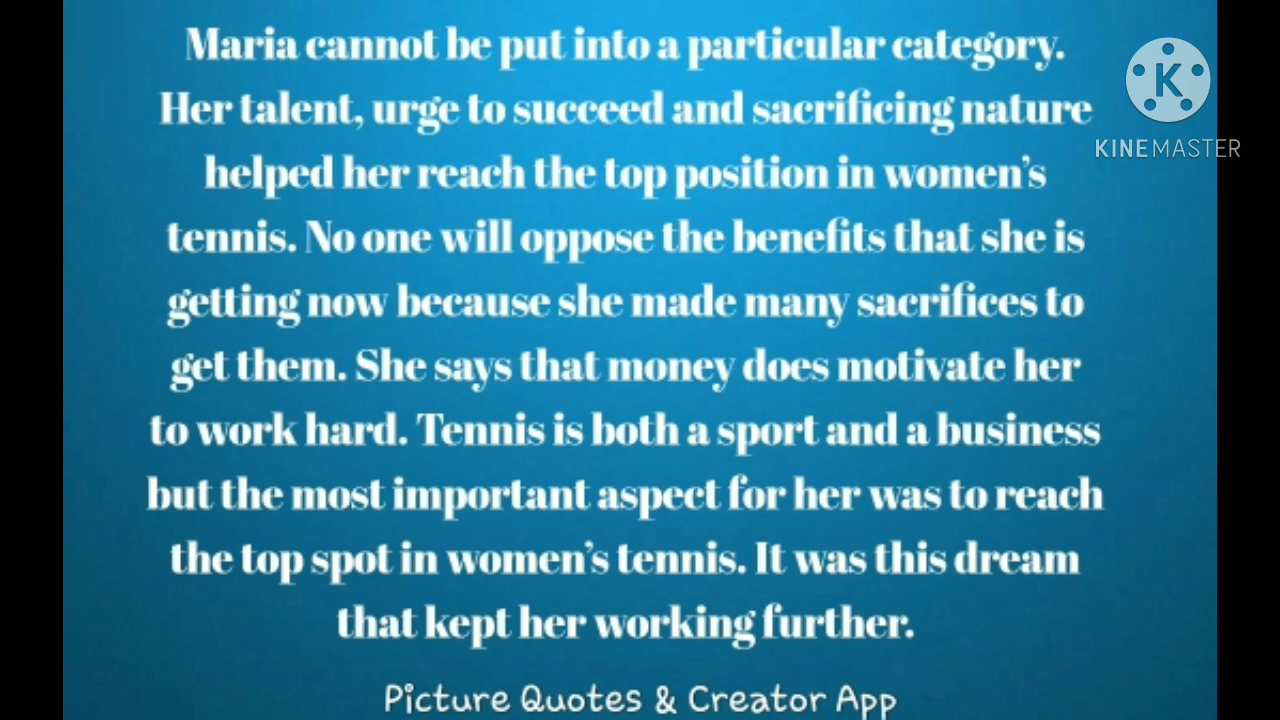 Maria cannot be put into a particular category.
Her talent, urge to succeed and sacrificing nature
helped her reach the top position in women's
tennis. No one will oppose the benefits that she is
getting now because she made many sacrifices to
get them. She says that money does motivate her
to work hard. Tennis is both a sport and a business
but the most important aspect for her was to reach
the top spot in women's tennis. It was this dream
that kept her working further.
Picture Quotes & Creator App
K
KINEMASTER